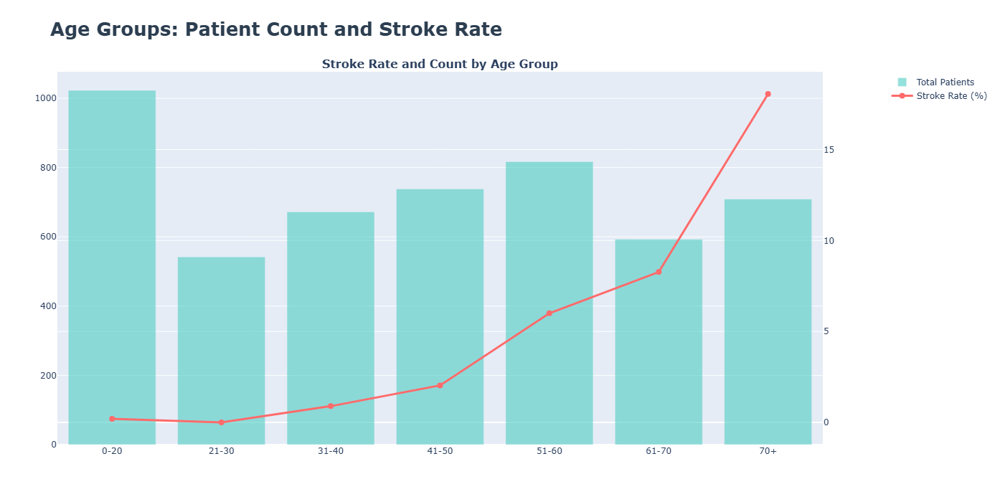 Age Groups: Patient Count and Stroke Rate
Stroke Rate and Count by Age Group
Total Patients
Stroke Rate (%)
1000
800
600
400
200
0
15
10
5
0
0-20 21-30 31-40 41-50 51-60 61-70 70+